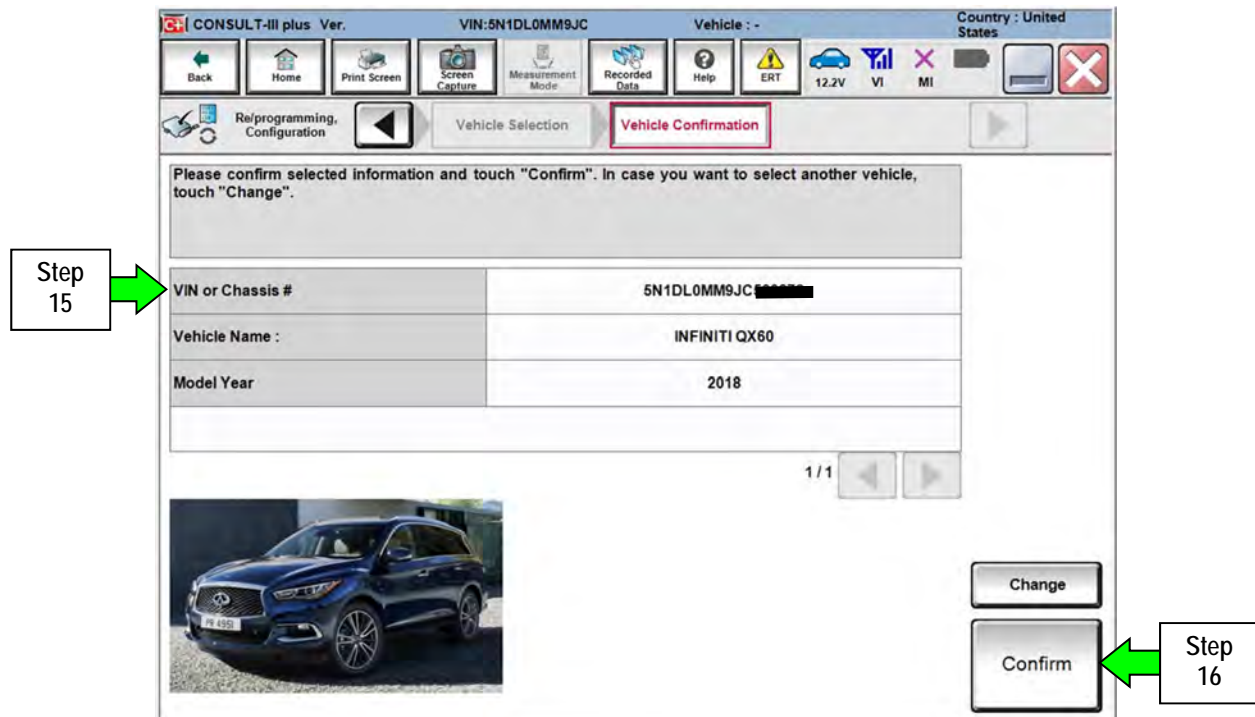 C+ CONSULT-III plus Ver. VIN:5N1DL0MM9JC Vehicle : - Country : United
States
Back Home Print Screen Screen
Capture Measurement
Mode Recorded
Data Help ERT 12.2V VI MI
Re/programming,
Configuration Vehicle Selection Vehicle Confirmation
Please confirm selected information and touch "Confirm". In case you want to select another vehicle,
touch "Change".
Step
15
VIN or Chassis # 5N1DL0MM9JC
Vehicle Name : INFINITI QX60
Model Year 2018
1/1
PR 4951
Change
Confirm
Step
16